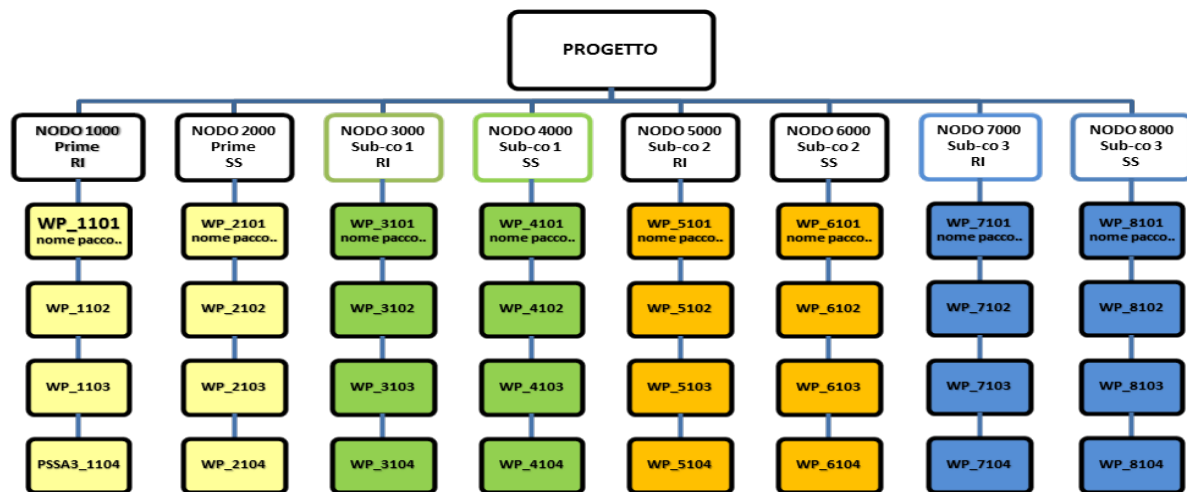 PROGETTO
NODO 1000
Prime
RI
NODO 2000
Prime
SS
NODO 3000
Sub-co 1
RI
NODO 4000
Sub-co 1
SS
NODO 5000
Sub-co 2
RI
NODO 6000
Sub-co 2
SS
NODO 7000
Sub-co 3
RI
NODO 8000
Sub-co 3
SS
WP_1101
nome pacco..
WP_2101
nome pacco..
WP_3101
nome pacco..
WP_4101
nome pacco..
WP_5101
nome pacco..
WP_6101
nome pacco..
WP_7101
nome pacco..
WP_8101
nome pacco..
WP_1102
WP_2102
WP_3102
WP_4102
WP_5102
WP_6102
WP_7102
WP_8102
WP_1103
WP_2103
WP_3103
WP_4103
WP_5103
WP_6103
WP_7103
WP_8103
PSSA3_1104
WP_2104
WP_3104
WP_4104
WP_5104
WP_6104
WP_7104
WP_8104